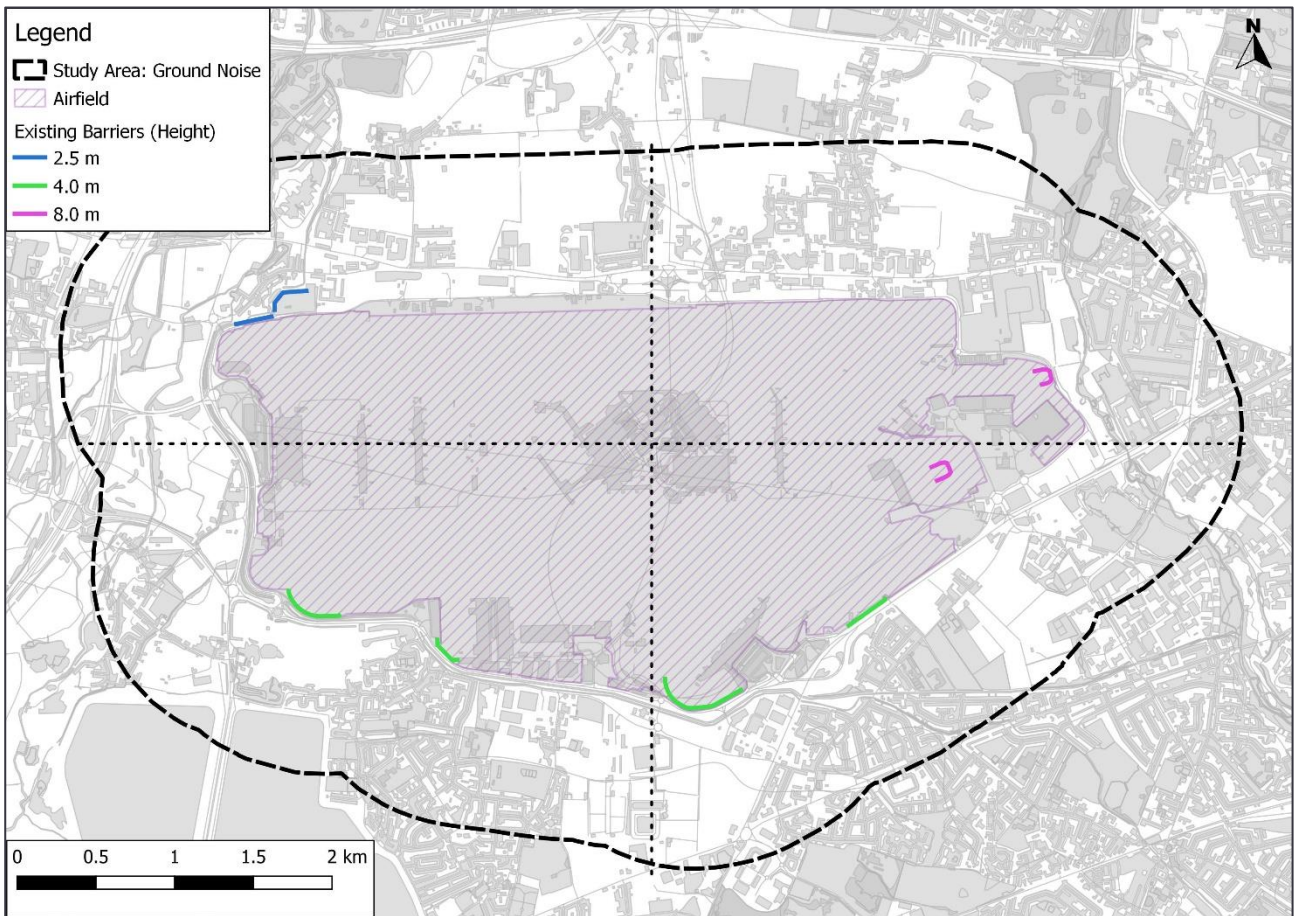 Legend
Study Area: Ground Noise
Airfield
Existing Barriers (Height)
2.5 m
4.0 m
8.0 m
N
0 0.5 1 1.5 2 km